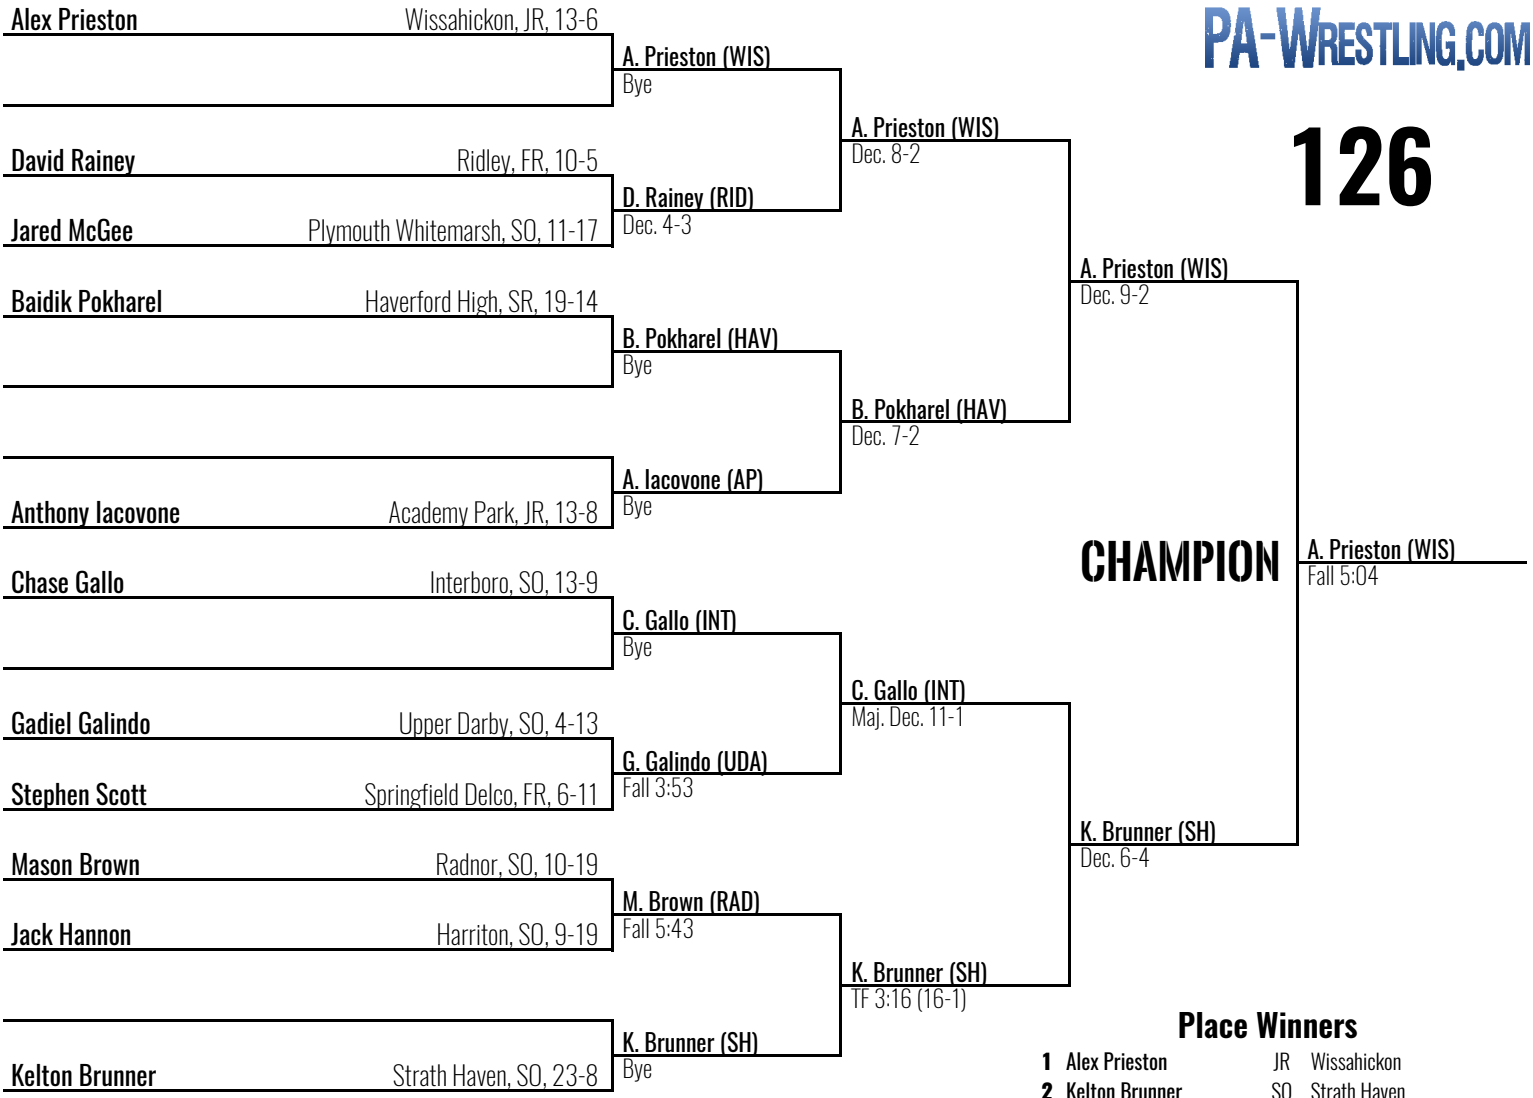 PA-WRESTLING.COM
126
Alex Prieston Wissahickon, JR, 13-6
David Rainey Ridley, FR, 10-5
Jared McGee Plymouth Whitemarsh, SO, 11-17
Baidik Pokharel Haverford High, SR, 19-14
Anthony Iacovone Academy Park, JR, 13-8
Chase Gallo Interboro, SO, 13-9
Gadiel Galindo Upper Darby, SO, 4-13
Stephen Scott Springfield Delco, FR, 6-11
Mason Brown Radnor, SO, 10-19
Jack Hannon Harriton, SO, 9-19
Kelton Brunner Strath Haven, SO, 23-8
A. Prieston (WIS)
Bye
D. Rainey (RID)
Dec. 4-3
B. Pokharel (HAV)
Bye
A. Iacovone (AP)
Bye
C. Gallo (INT)
Bye
G. Galindo (UDA)
Fall 3:53
M. Brown (RAD)
Fall 5:43
K. Brunner (SH)
Bye
A. Prieston (WIS)
Dec. 8-2
B. Pokharel (HAV)
Dec. 7-2
C. Gallo (INT)
Maj. Dec. 11-1
K. Brunner (SH)
TF 3:16 (16-1)
A. Prieston (WIS)
Dec. 9-2
K. Brunner (SH)
Dec. 6-4
CHAMPION
A. Prieston (WIS)
Fall 5:04
Place Winners
1 Alex Prieston JR Wissahickon
2 Kelton Brunner SO Strath Haven